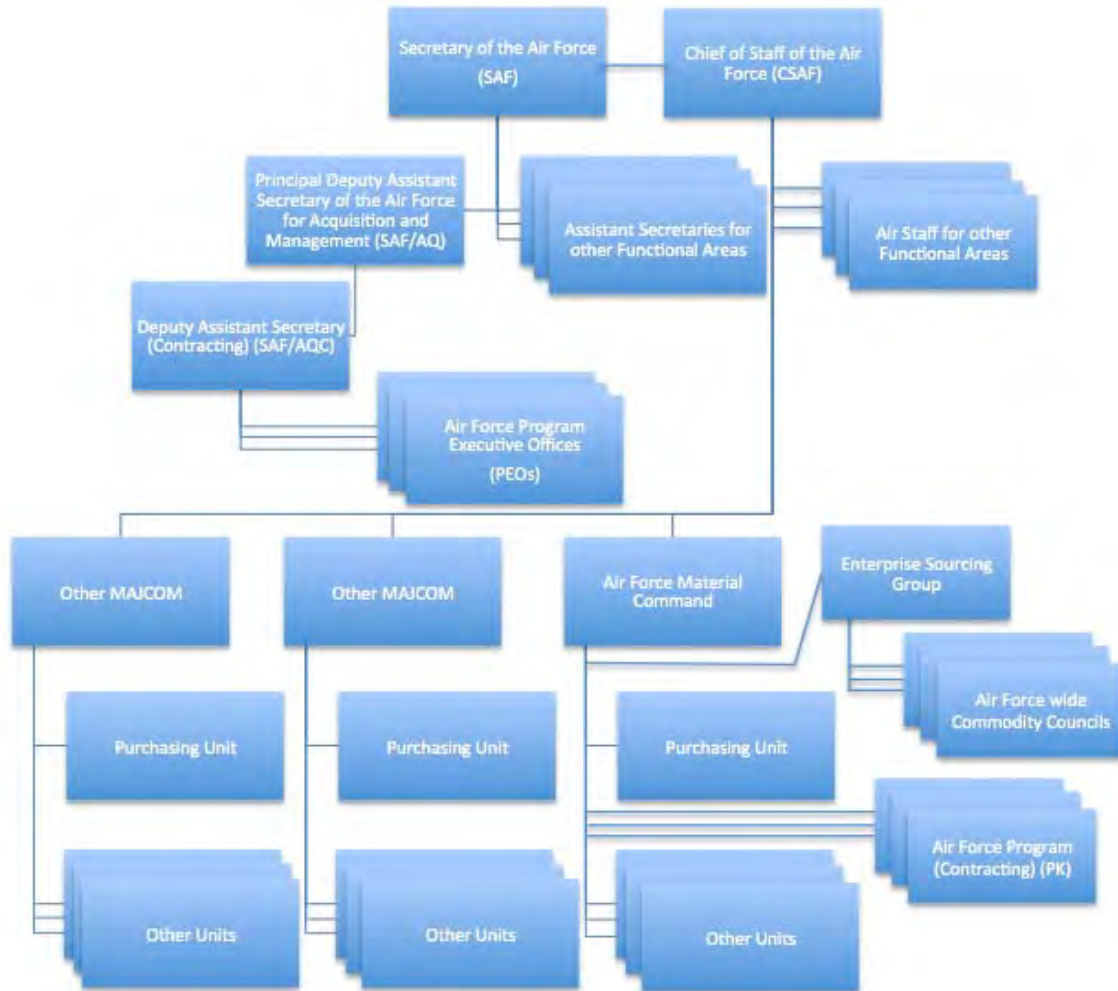 Secretary of the Air Force
(SAF)
Chief of Staff of the Air
Force (CSAF)
Principal Deputy Assistant
Secretary of the Air Force
for Acquisition and
Management (SAF/AQ)
Assistant Secretaries for
other Functional Areas
Air Staff for other
Functional Areas
Deputy Assistant Secretary
(Contracting) (SAF/AQC)
Air Force Program
Executive Offices
(PEOs)
Other MAJCOM
Other MAJCOM
Air Force Material
Command
Enterprise Sourcing
Group
Air Force wide
Commodity Councils
Purchasing Unit
Purchasing Unit
Purchasing Unit
Air Force Program
(Contracting) (PK)
Other Units
Other Units
Other Units